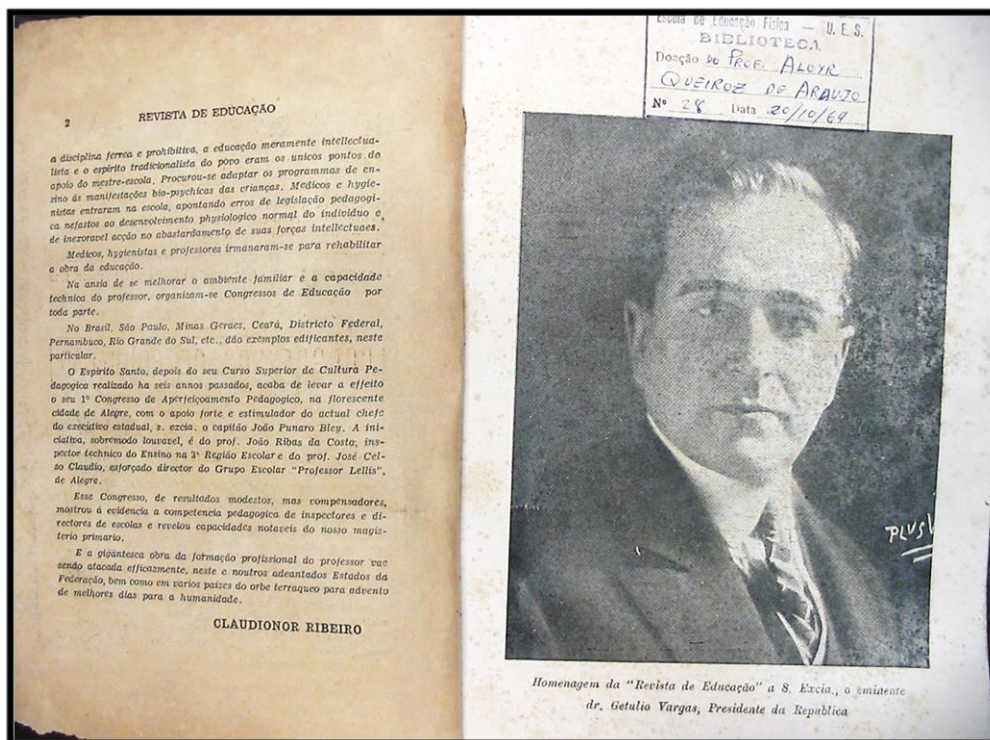 2 REVISTA DE EDUCAÇÃO
a disciplina ferrea e prohibitiva, a educação meramente intellectua-
lista e o espirito tradicionalista do povo eram os unicos pontos de
apoio do mestre-escola. Procurou-se adaptar os programmas de en-
sino ás manifestações bio-psychicas das crianças. Medicos e hygie-
nistas entraram na escola, apontando erros de legislação pedagogi-
ca nefastos ao desenvolvimento physiologico normal do individuo e
de inexoravel acção no abastardamento de suas forças intellectuaes.
Medicos, hygienistas e professores irmanaram-se para rehabilitar
a obra da educação.
Na ansia de se melhorar o ambiente familiar e a capacidade
technica do professor, organizam-se Congressos de Educação por
toda parte.
No Brasil, São Paulo, Minas Geraes, Ceará, Districto Federal,
Pernambuco, Rio Grande do Sul, etc., dão exemplos edificantes, neste
particular.
O Espirito Santo, depois do seu Curso Superior de Cultura Pe-
dagogica realizado ha seis annos passados, acaba de levar a effeito
o seu 1º Congresso de Aperfeiçoamento Pedagogico, na florescente
cidade de Alegre, com o apoio forte e estimulador do actual chefe
do executivo estadual, s. excia. o capitão João Punaro Bley. A ini-
ciativa, sobremodo louvavel, é do prof. João Ribas da Costa, ins-
pector technico do Ensino na 3ª Região Escolar e do prof. José Cel-
so Claudio, esforçado director do Grupo Escolar "Professor Lellis",
de Alegre.
Esse Congresso, de resultados modestos, mas compensadores,
mostrou á evidencia a competencia pedagogica de inspectores e di-
rectores de escolas e revelou capacidades notaveis do nosso magis-
terio primario.
E a gigantesca obra da formação profissional do professor vae
sendo atacada efficazmente, neste e noutros adeantados Estados da
Federação, bem como em varios paizes do orbe terraqueo para advento
de melhores dias para a humanidade.
CLAUDIONOR RIBEIRO
Escola de Educação Física — U. E. S.
BIBLIOTECA
Doação do PROF. ALOYR
QUEIROZ DE ARAUJO
Nº 28 Data 20/10/64
Homenagem da "Revista de Educação" a S. Excia., o eminente
dr. Getulio Vargas, Presidente da Republica